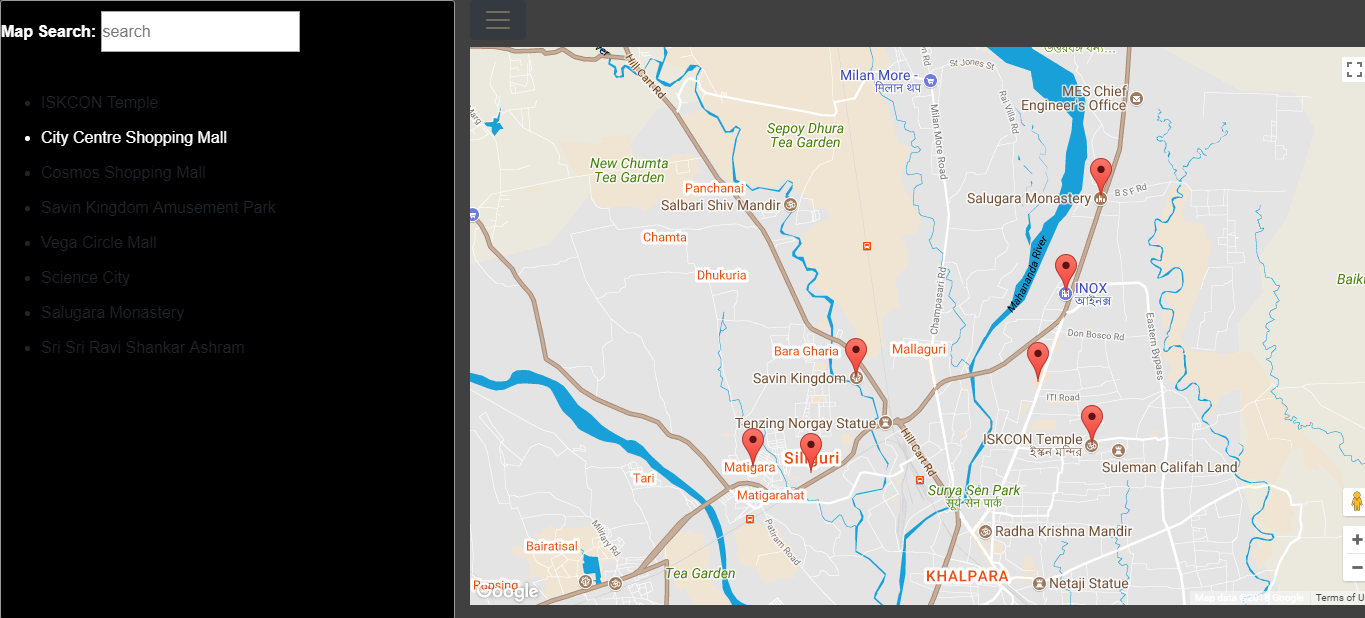 Map Search: search
ISKCON Temple
City Centre Shopping Mall
Cosmos Shopping Mall
Savin Kingdom Amusement Park
Vega Circle Mall
Science City
Salugara Monastery
Sri Sri Ravi Shankar Ashram
Hill Cart Rd
Milan More -
मिलान थप
St Jones St
Rai Villa Rd
Milan More Road
MES Chief
Engineer's Office
Sepoy Dhura
Tea Garden
New Chumta
Tea Garden
Panchanai
Salbari Shiv Mandir
Salugara Monastery
B S F Rd
Chamta
Dhukuria
Champasari Rd
Mahananda River
INOX
আইনক্স
Baiku
Don Bosco Rd
Eastern Bypass
Bara Gharia
Mallaguri
Savin Kingdom
ITI Road
Tenzing Norgay Statue
Hill Cart Rd
ISKCON Temple
ইস্কন মন্দির
Siliguri
Matigara
Suleman Califah Land
Tari
Matigarahat
Surya Sen Park
सूर्य सेन पार्क
Patiram Road
Military Rd
Radha Krishna Mandir
Bairatisal
Tea Garden
KHALPARA
Netaji Statue
Google
Map data ©2018 Google
Terms of U